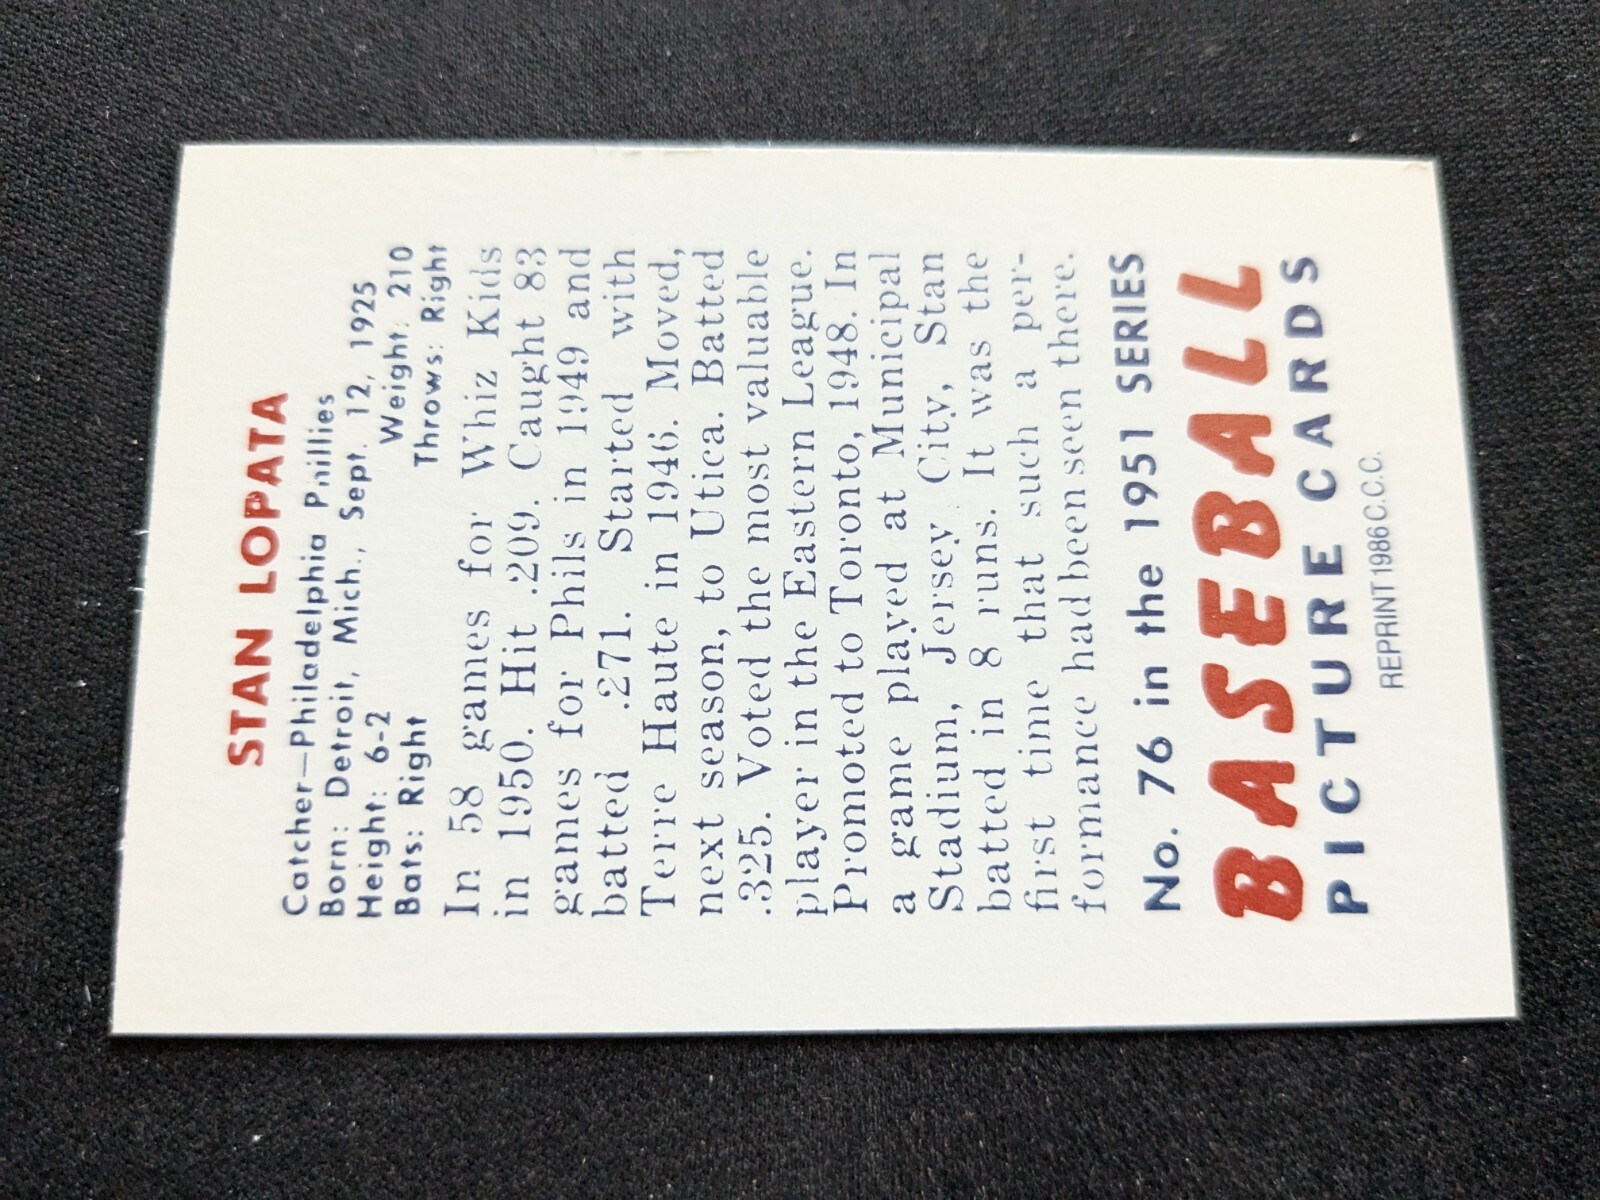 STAN LOPATA
Catcher—Philadelphia Phillies
Born: Detroit, Mich., Sept. 12, 1925
Height: 6-2 Weight: 210
Bats: Right Throws: Right
In 58 games for Whiz Kids
in 1950. Hit .209. Caught 83
games for Phils in 1949 and
batted .271. Started with
Terre Haute in 1946. Moved,
next season, to Utica. Batted
.325. Voted the most valuable
player in the Eastern League.
Promoted to Toronto, 1948. In
a game played at Municipal
Stadium, Jersey City, Stan
batted in 8 runs. It was the
first time that such a per-
formance had been seen there.
No. 76 in the 1951 SERIES
BASEBALL
PICTURE CARDS
REPRINT 1986 C.C.C.